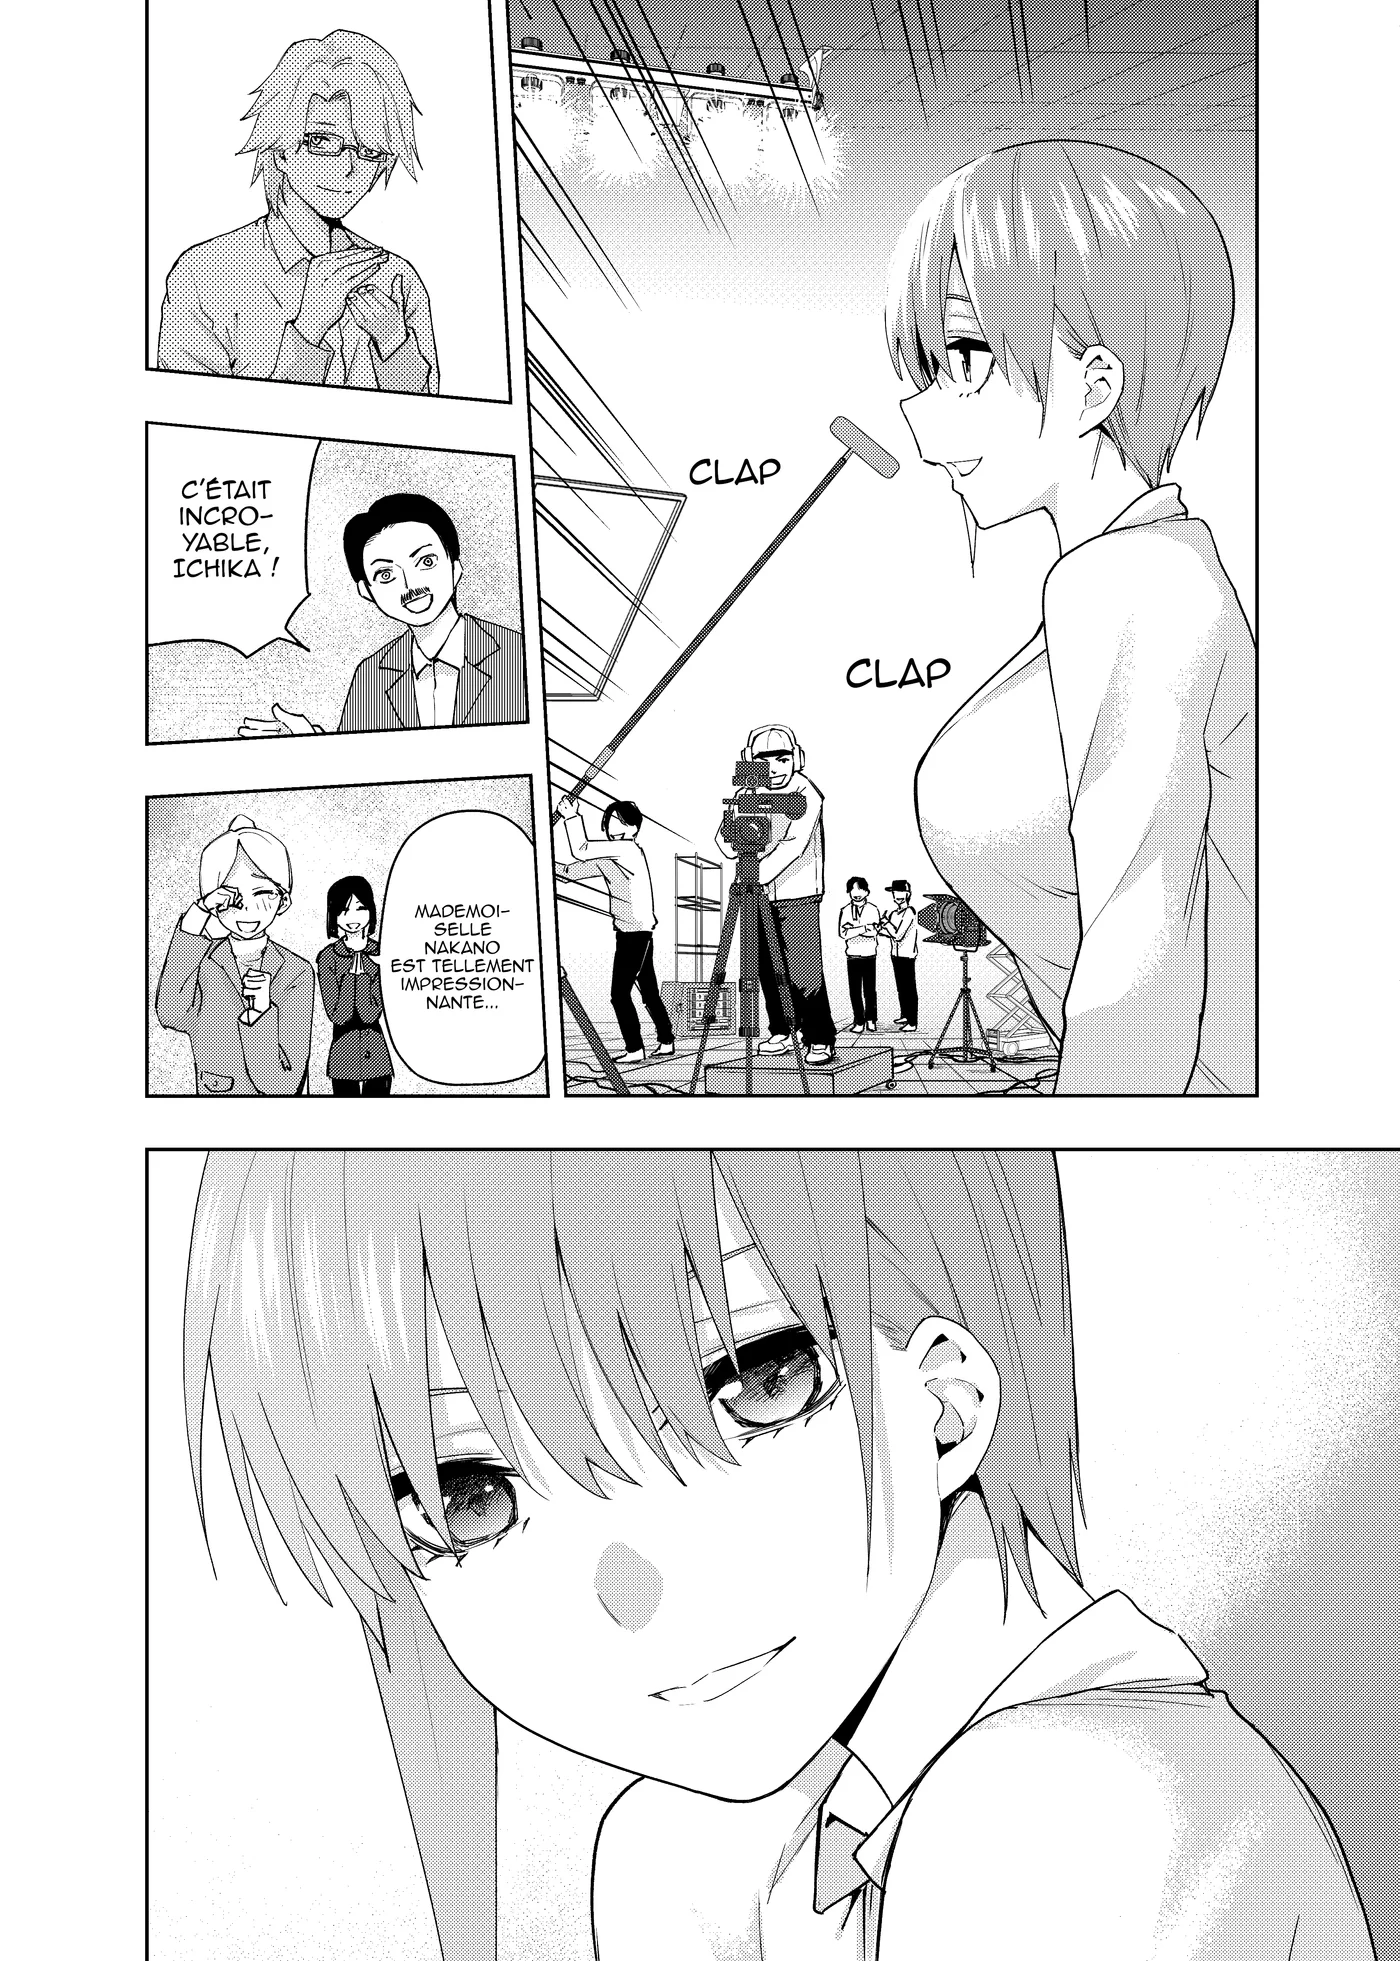 CLAP
CLAP
C'ÉTAIT
INCRO-
YABLE,
ICHIKA !
MADEMOI-
SELLE
NAKANO
EST TELLEMENT
IMPRESSION-
NANTE...